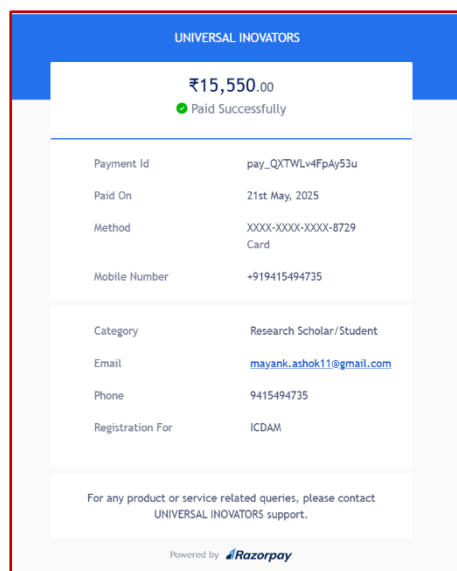 UNIVERSAL INOVATORS
₹15,550.00
Paid Successfully
Payment Id pay_QXTWLv4FpAy53u
Paid On 21st May, 2025
Method XXXX-XXXX-XXXX-8729
Card
Mobile Number +919415494735
Category Research Scholar/Student
Email mayank.ashok11@gmail.com
Phone 9415494735
Registration For ICDAM
For any product or service related queries, please contact
UNIVERSAL INOVATORS support.
Powered by Razorpay